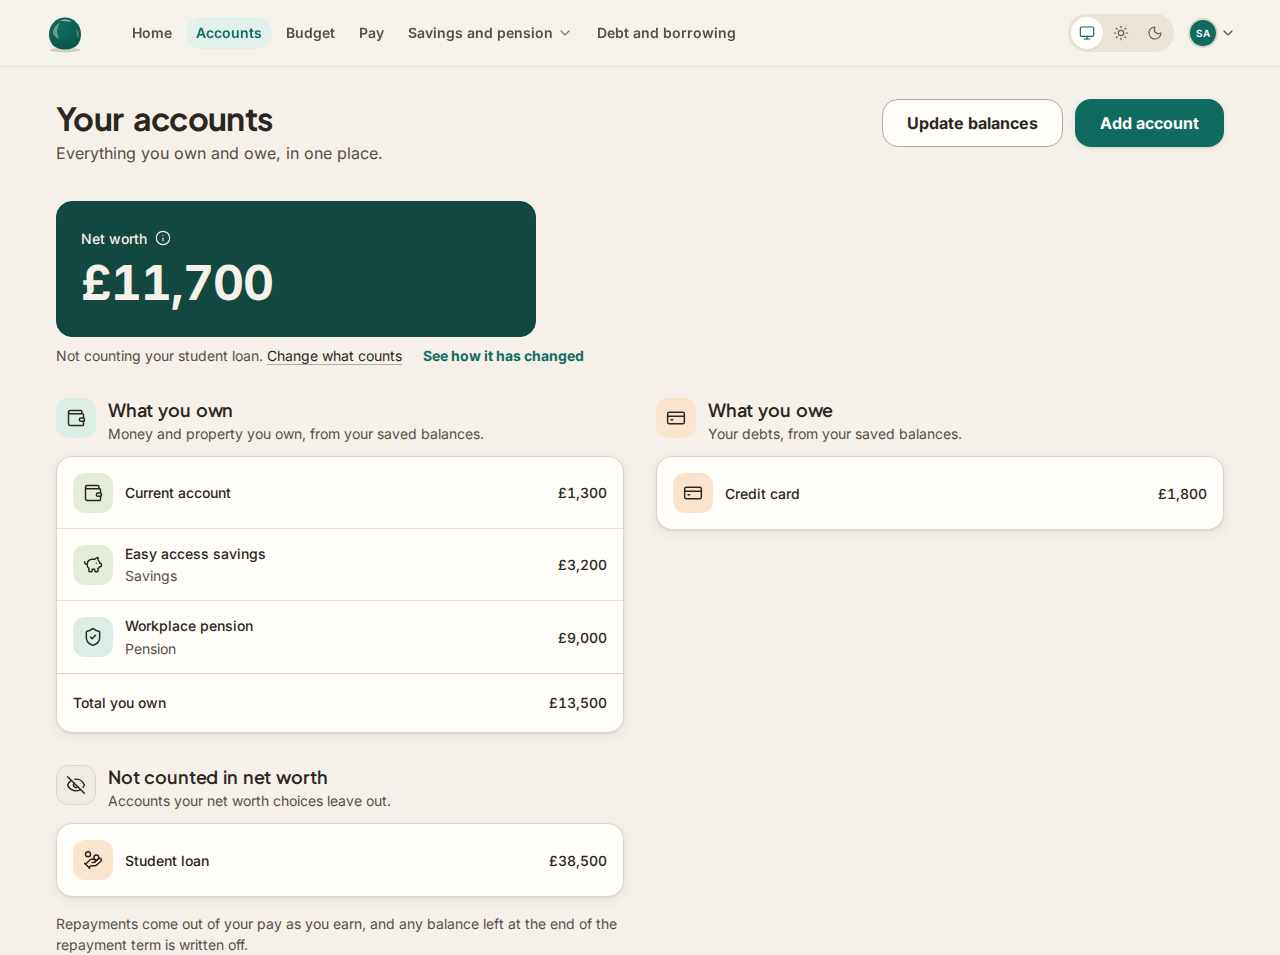 Home
Accounts
Budget
Pay
Savings and pension
Debt and borrowing
SA
Your accounts
Everything you own and owe, in one place.
Update balances
Add account
Net worth
£11,700
Not counting your student loan. Change what counts
See how it has changed
What you own
Money and property you own, from your saved balances.
Current account
£1,300
Easy access savings
Savings
£3,200
Workplace pension
Pension
£9,000
Total you own
£13,500
What you owe
Your debts, from your saved balances.
Credit card
£1,800
Not counted in net worth
Accounts your net worth choices leave out.
Student loan
£38,500
Repayments come out of your pay as you earn, and any balance left at the end of the
repayment term is written off.